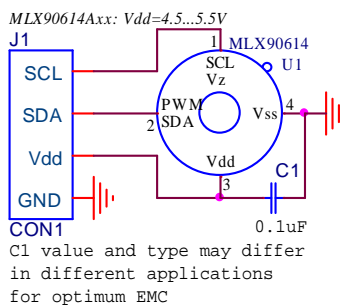 MLX90614Axx: Vdd=4.5...5.5V
J1
1
MLX90614
U1
SCL
SCL
Vz
SDA
PWM
SDA
2
Vss
4
Vdd
Vdd
3
C1
GND
0.1uF
CON1
C1 value and type may differ
in different applications
for optimum EMC